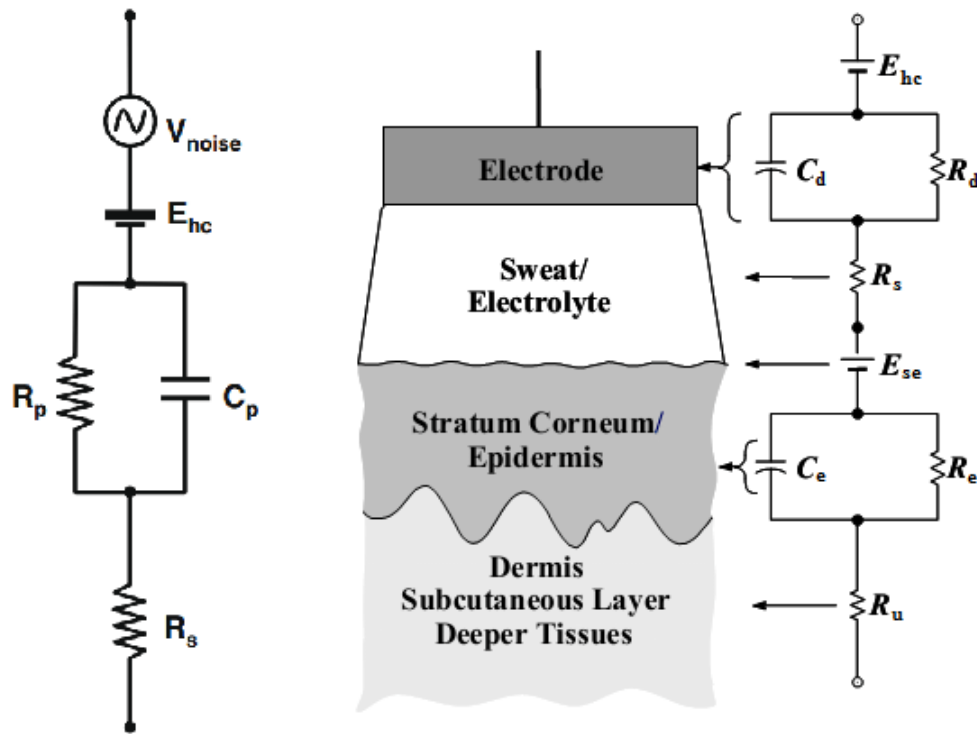 V_noise
E_hc
R_p
C_p
R_s
Electrode
Sweat/
Electrolyte
Stratum Corneum/
Epidermis
Dermis
Subcutaneous Layer
Deeper Tissues
E_hc
C_d
R_d
R_s
E_se
C_e
R_e
R_u